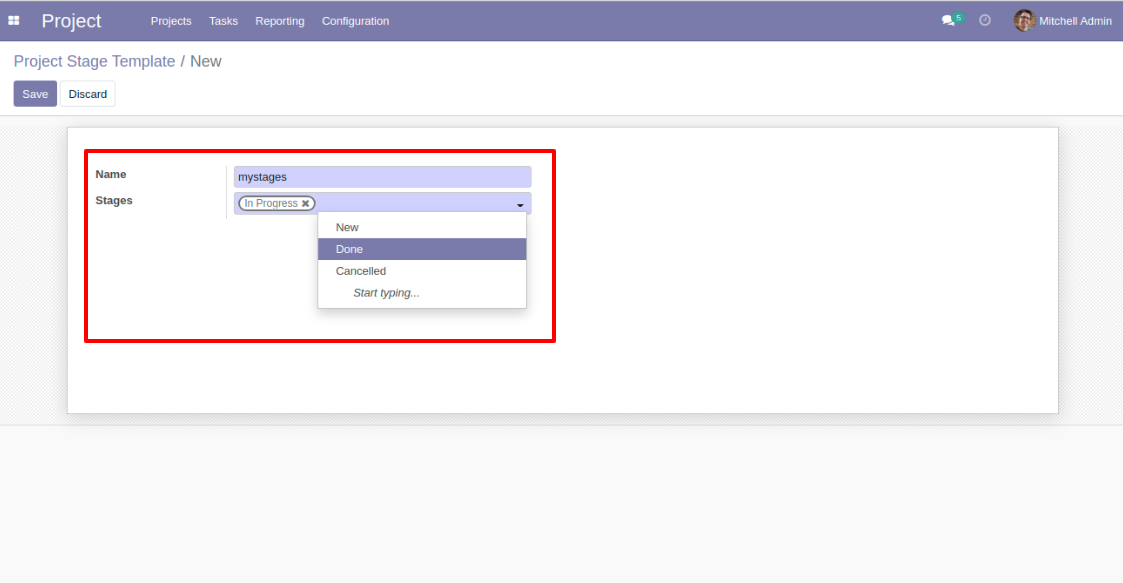 Project Projects Tasks Reporting Configuration 5 Mitchell Admin
Project Stage Template / New
Save Discard
Name mystages
Stages In Progress ✖
New
Done
Cancelled
Start typing...